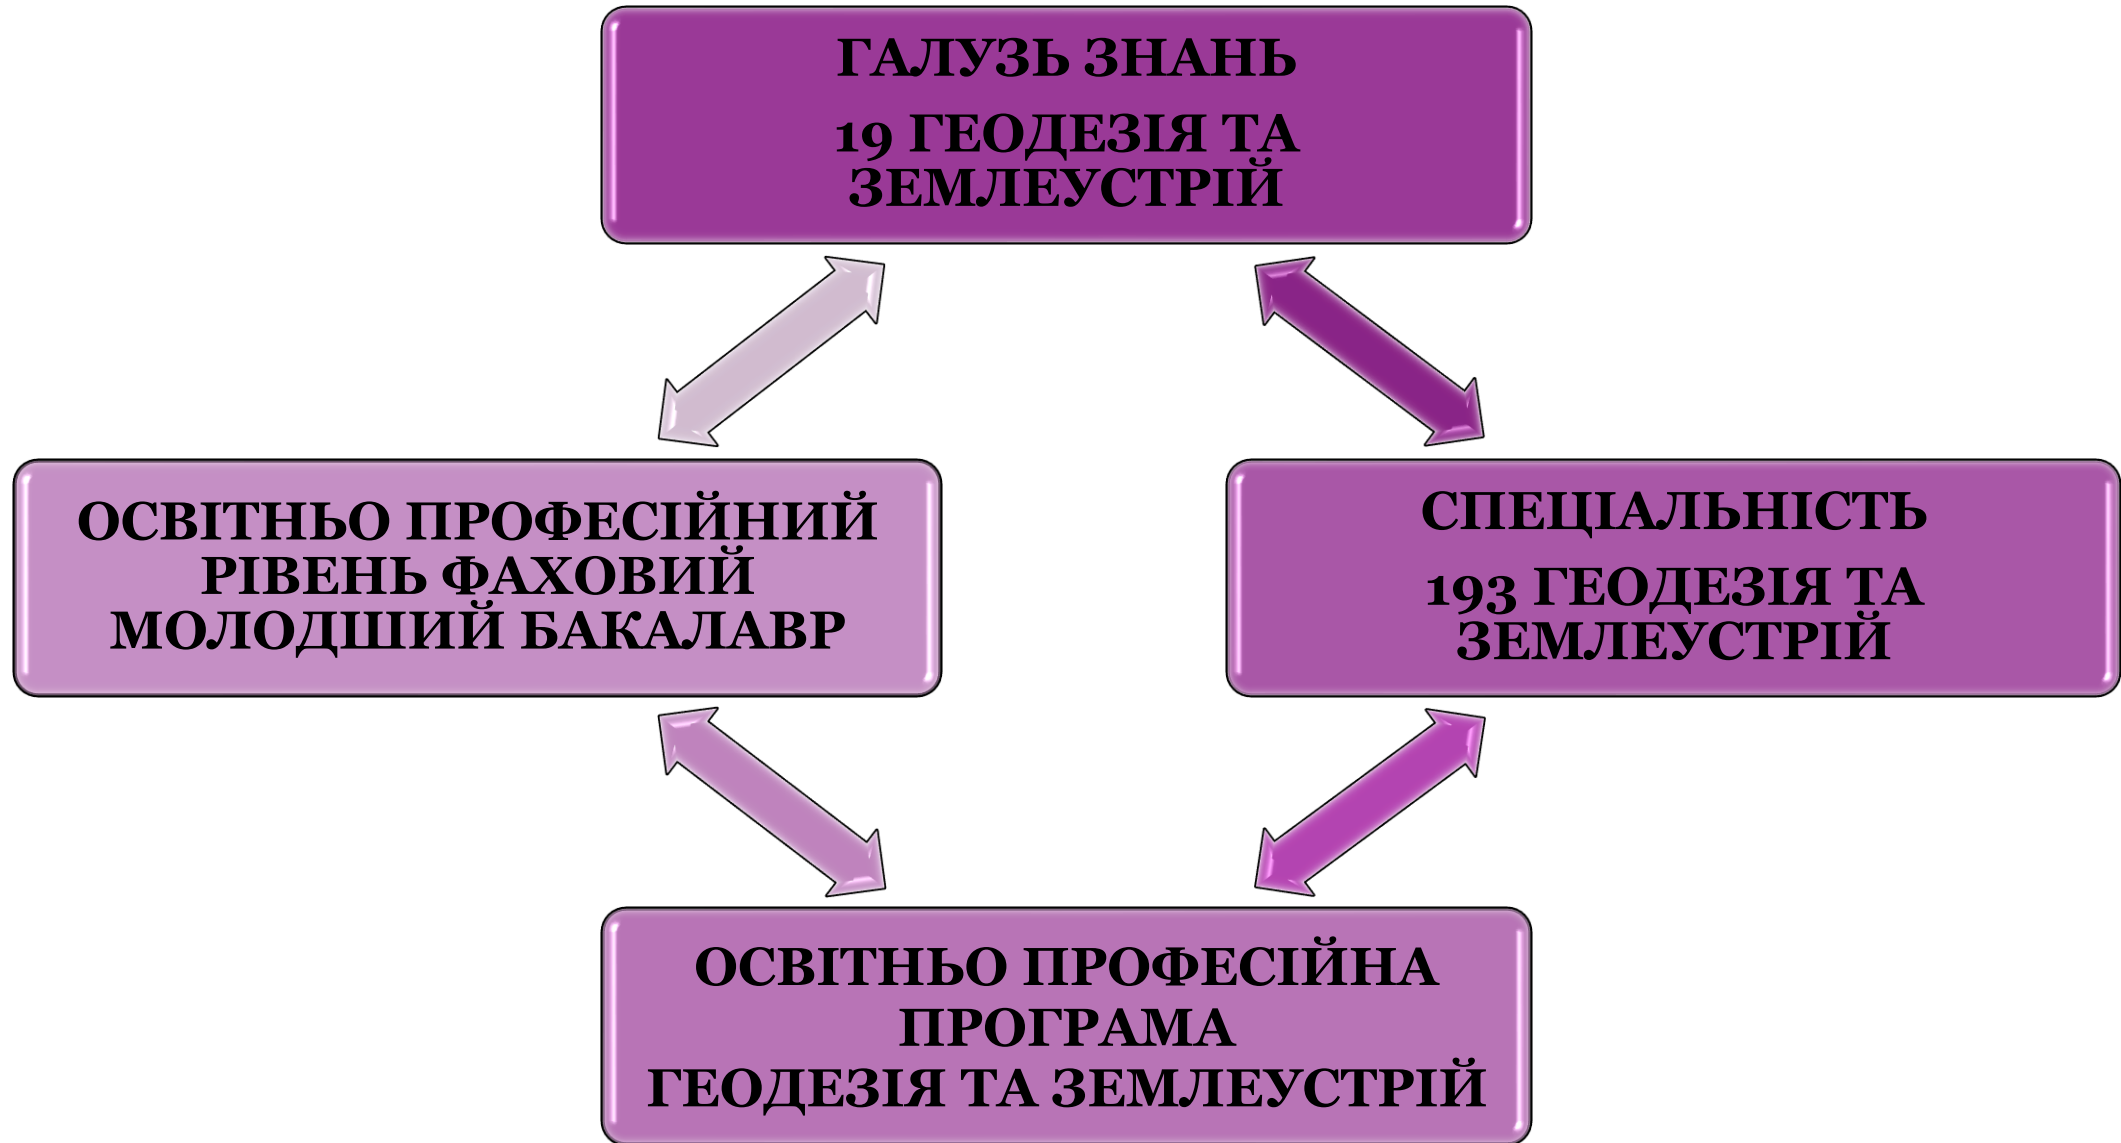 ГАЛУЗЬ ЗНАНЬ
19 ГЕОДЕЗІЯ ТА
ЗЕМЛЕУСТРІЙ
ОСВІТНЬО ПРОФЕСІЙНИЙ
РІВЕНЬ ФАХОВИЙ
МОЛОДШИЙ БАКАЛАВР
СПЕЦІАЛЬНІСТЬ
193 ГЕОДЕЗІЯ ТА
ЗЕМЛЕУСТРІЙ
ОСВІТНЬО ПРОФЕСІЙНА
ПРОГРАМА
ГЕОДЕЗІЯ ТА ЗЕМЛЕУСТРІЙ